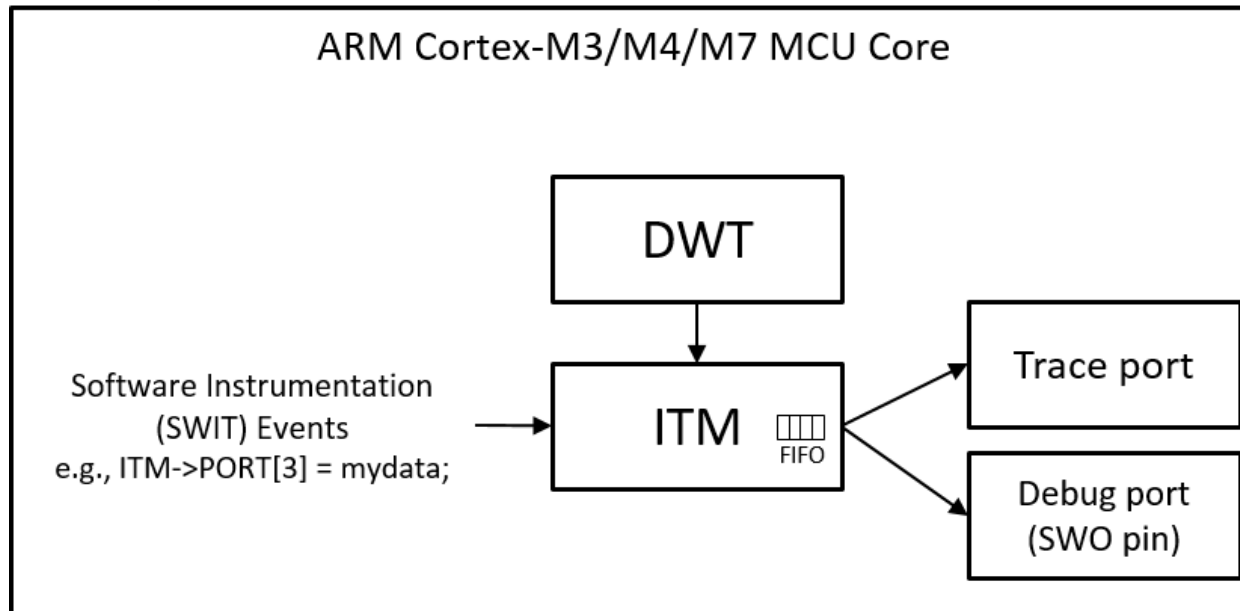 ARM Cortex-M3/M4/M7 MCU Core
DWT
Software Instrumentation
(SWIT) Events
e.g., ITM->PORT[3] = mydata;
ITM
FIFO
Trace port
Debug port
(SWO pin)